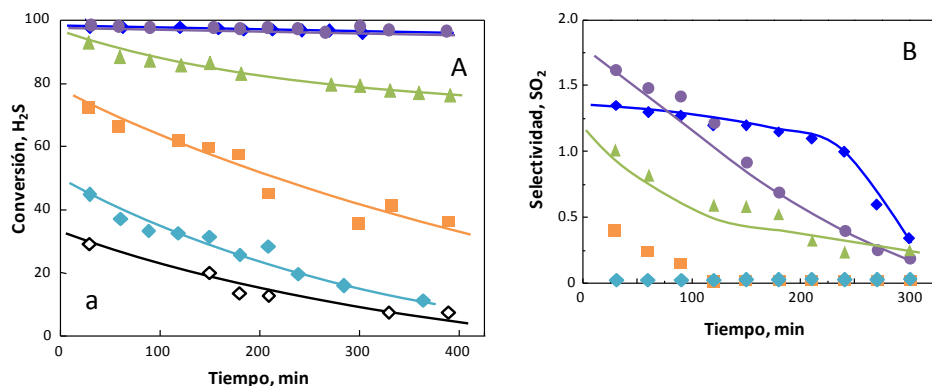 A
Conversión, H2S
100
80
60
40
20
0
a
0 100 200 300 400
Tiempo, min
B
Selectividad, SO2
2.0
1.5
1.0
0.5
0
0 100 200 300
Tiempo, min